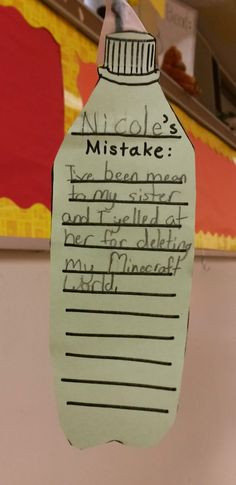 Nicole's
Mistake:
I've been mean
to my sister
and I yelled at
her for deleting
my Minecraft
World.